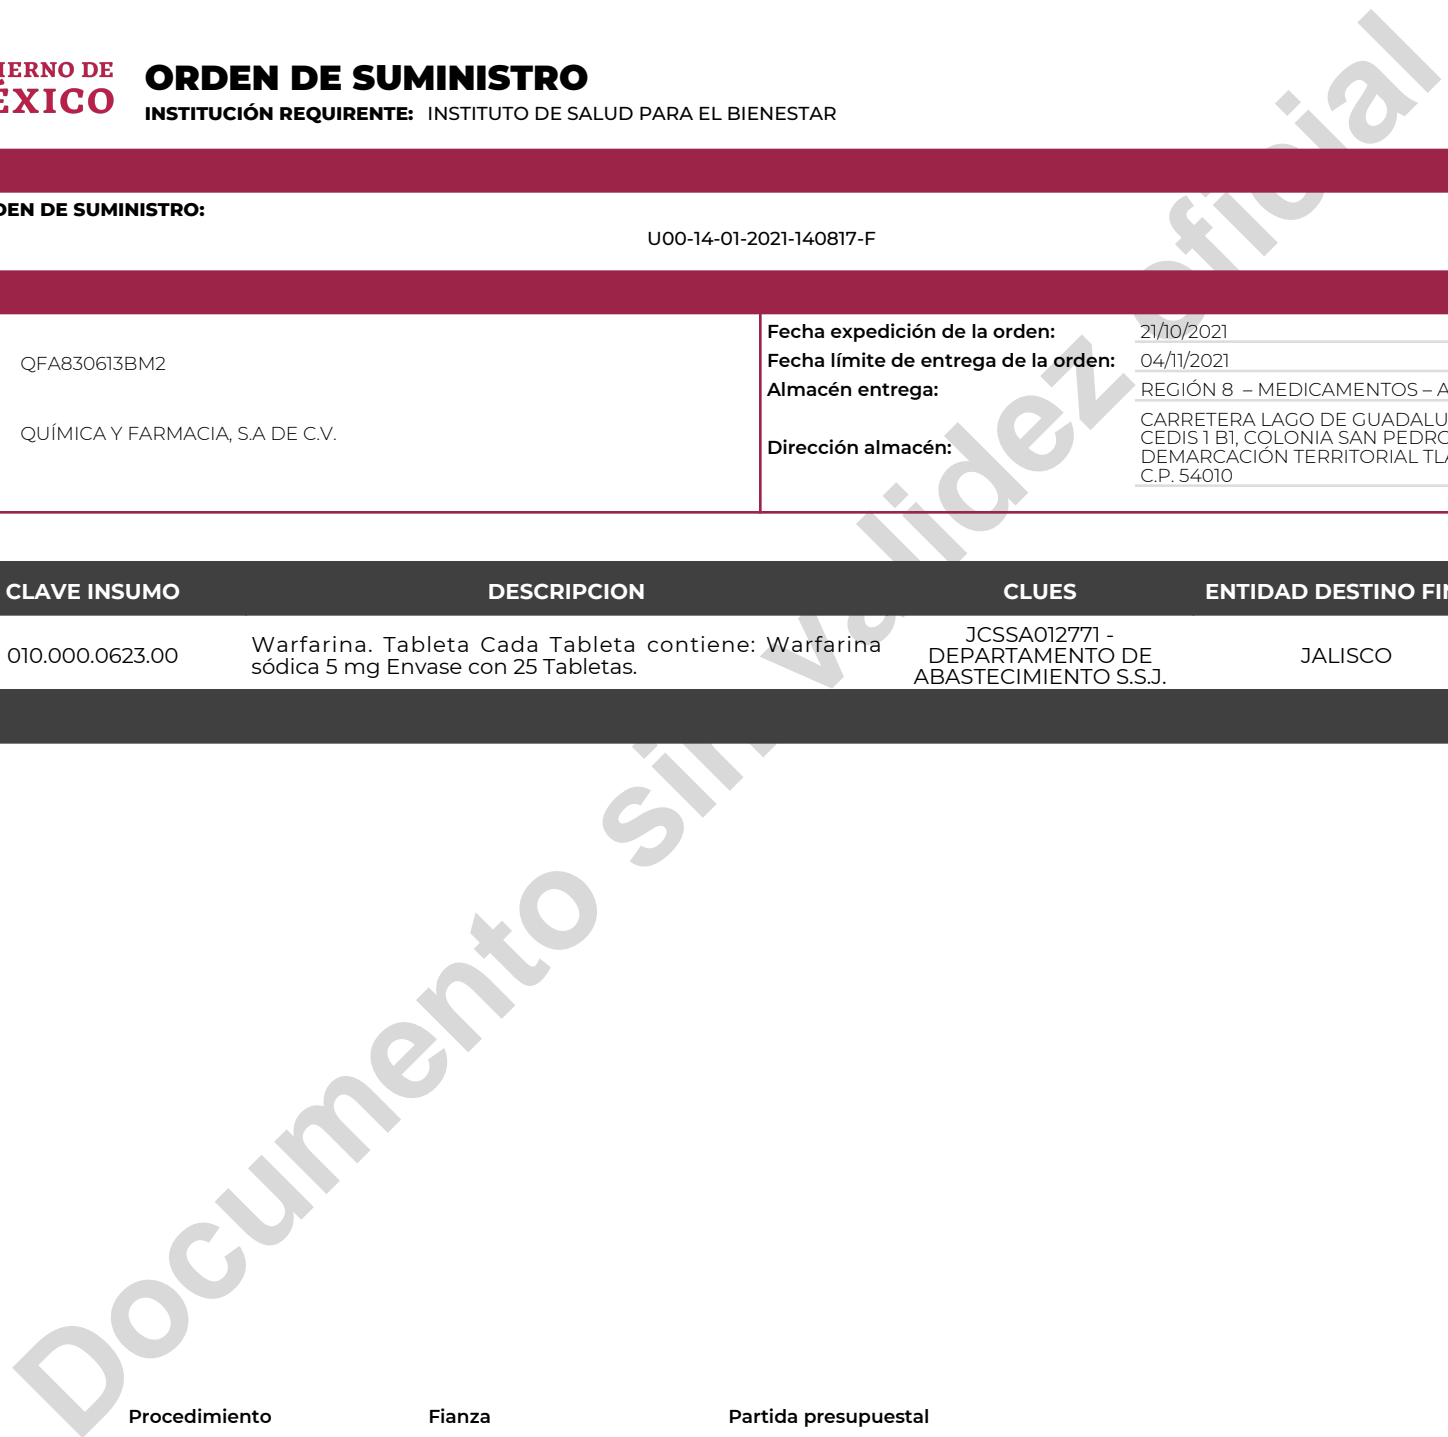 IERNO DE
ÉXICO
ORDEN DE SUMINISTRO
INSTITUCIÓN REQUIRENTE: INSTITUTO DE SALUD PARA EL BIENESTAR
DEN DE SUMINISTRO:
U00-14-01-2021-140817-F
QFA830613BM2
QUÍMICA Y FARMACIA, S.A DE C.V.
Fecha expedición de la orden: 21/10/2021
Fecha límite de entrega de la orden: 04/11/2021
Almacén entrega: REGIÓN 8 – MEDICAMENTOS – A
Dirección almacén: CARRETERA LAGO DE GUADALU
CEDIS 1 B1, COLONIA SAN PEDRO
DEMARCACIÓN TERRITORIAL TLA
C.P. 54010
CLAVE INSUMO DESCRIPCION CLUES ENTIDAD DESTINO FIN
010.000.0623.00
Warfarina. Tableta Cada Tableta contiene: Warfarina
sódica 5 mg Envase con 25 Tabletas.
JCSSA012771 -
DEPARTAMENTO DE
ABASTECIMIENTO S.S.J.
JALISCO
Documento sin validez oficial
Procedimiento Fianza Partida presupuestal